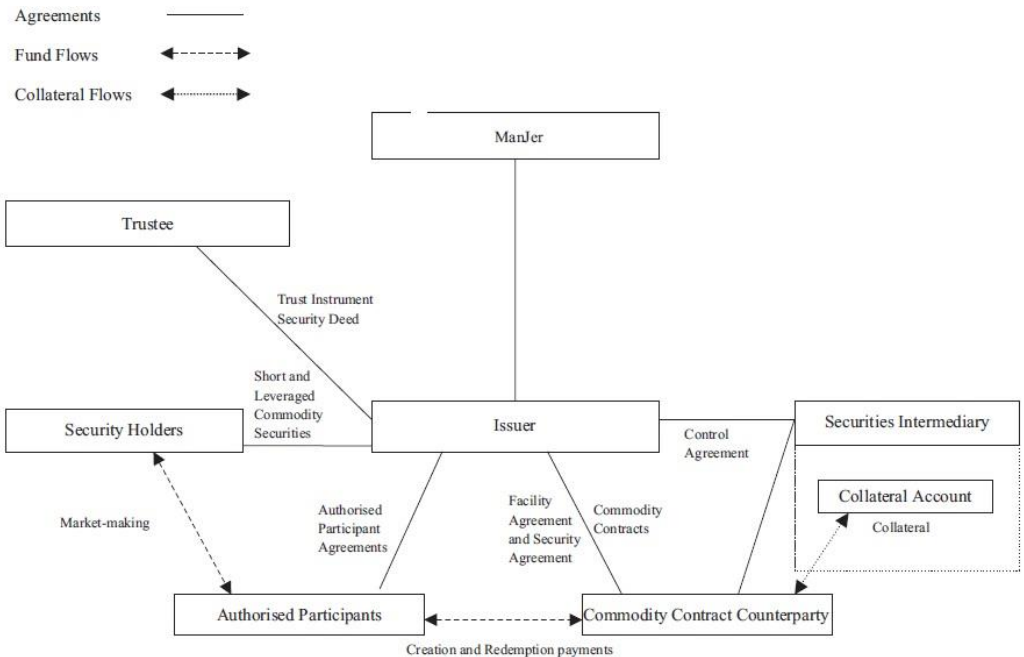 Agreements
Fund Flows
Collateral Flows
ManJer
Trustee
Trust Instrument
Security Deed
Short and
Leveraged
Commodity
Securities
Security Holders
Issuer
Securities Intermediary
Control
Agreement
Collateral Account
Collateral
Market-making
Authorised
Participant
Agreements
Facility
Agreement
and Security
Agreement
Commodity
Contracts
Authorised Participants
Commodity Contract Counterparty
Creation and Redemption payments